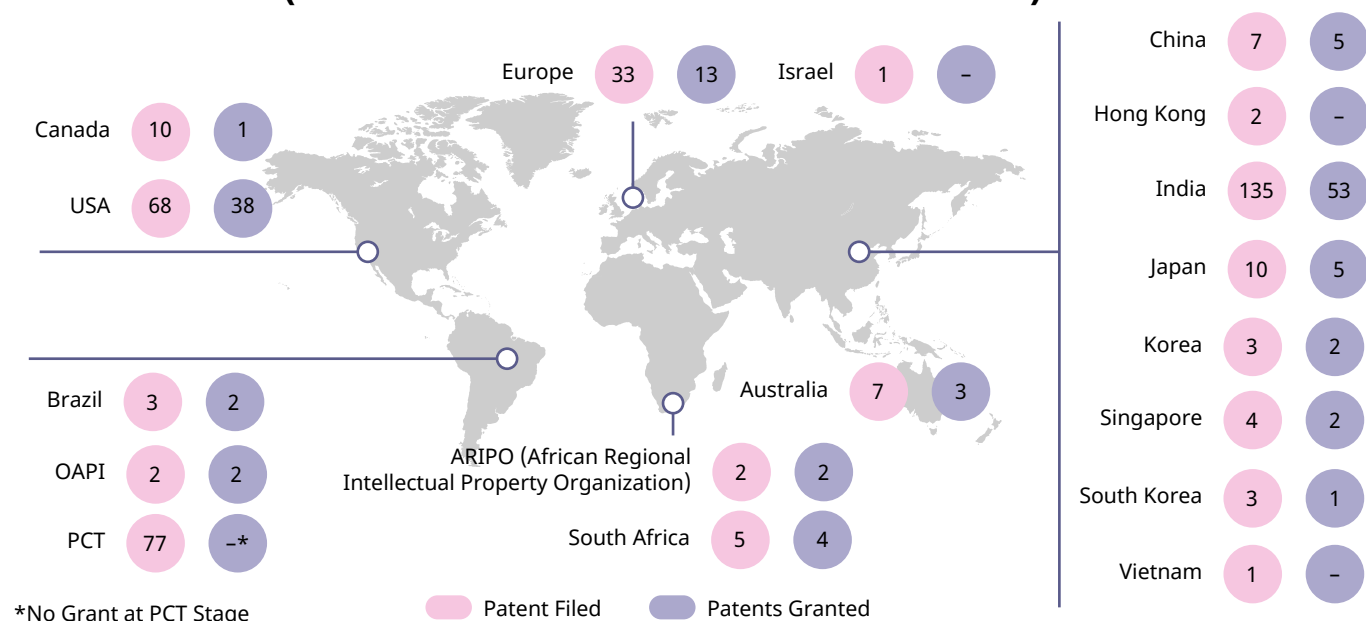 Europe 33 13
Israel 1 –
Canada 10 1
USA 68 38
Brazil 3 2
OAPI 2 2
PCT 77 –*
*No Grant at PCT Stage
ARIPO (African Regional
Intellectual Property Organization) 2 2
South Africa 5 4
Australia 7 3
China 7 5
Hong Kong 2 –
India 135 53
Japan 10 5
Korea 3 2
Singapore 4 2
South Korea 3 1
Vietnam 1 –
Patent Filed
Patents Granted